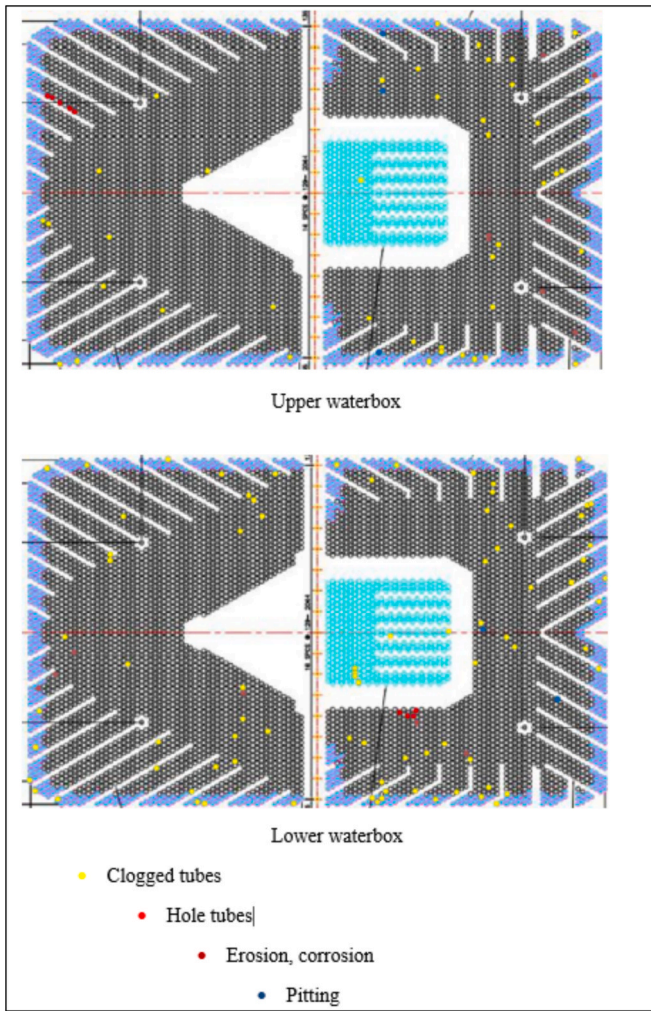 Upper waterbox
Lower waterbox
Clogged tubes
Hole tubes
Erosion, corrosion
Pitting